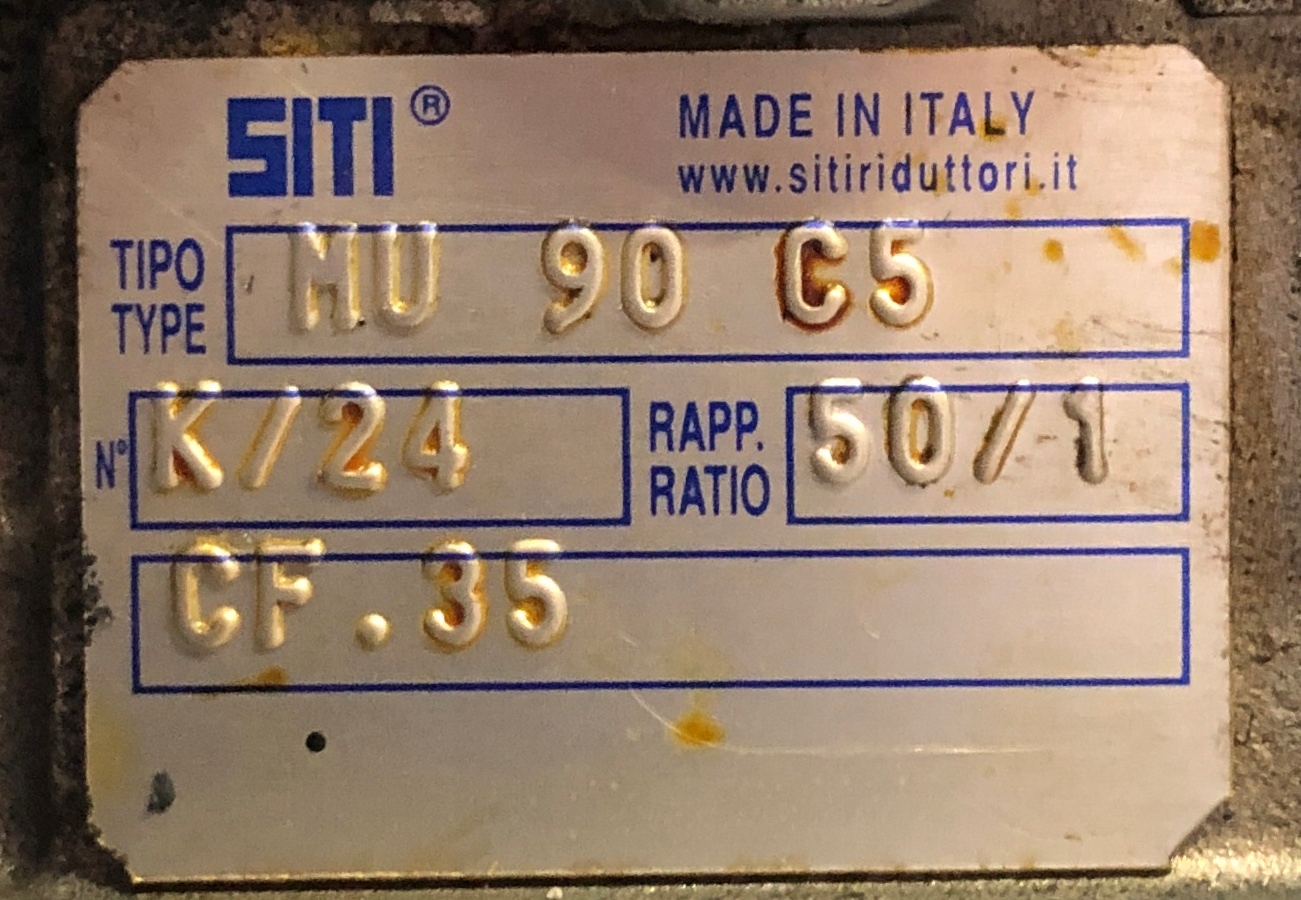 SITI ® MADE IN ITALY
www.sitiriduttori.it
TIPO
TYPE MU 90 C5
N° K/24 RAPP.
RATIO 50/1
CF.35